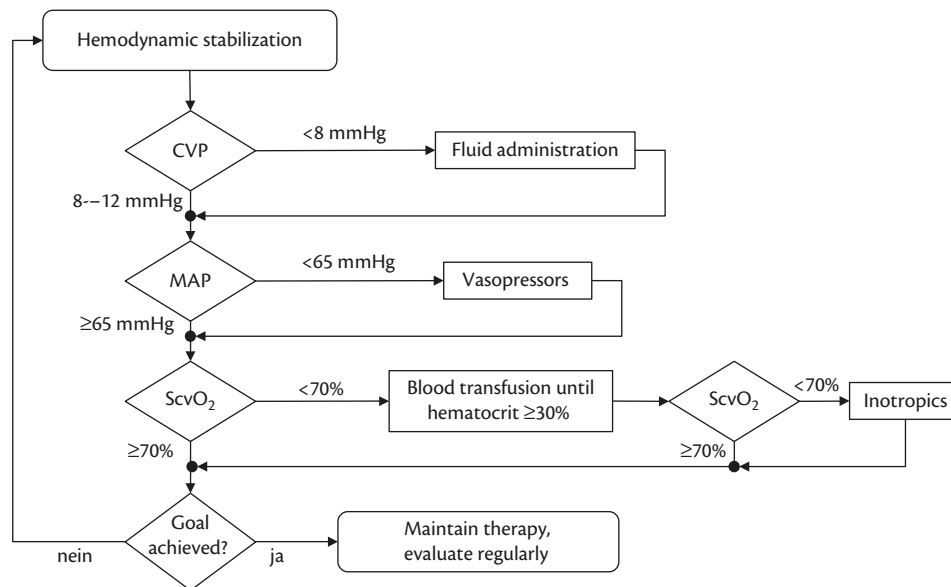 Hemodynamic stabilization
CVP
<8 mmHg
Fluid administration
8-–12 mmHg
MAP
<65 mmHg
Vasopressors
≥65 mmHg
ScvO₂
<70%
Blood transfusion until
hematocrit ≥30%
ScvO₂
<70%
Inotropics
≥70%
≥70%
Goal
achieved?
nein
ja
Maintain therapy,
evaluate regularly